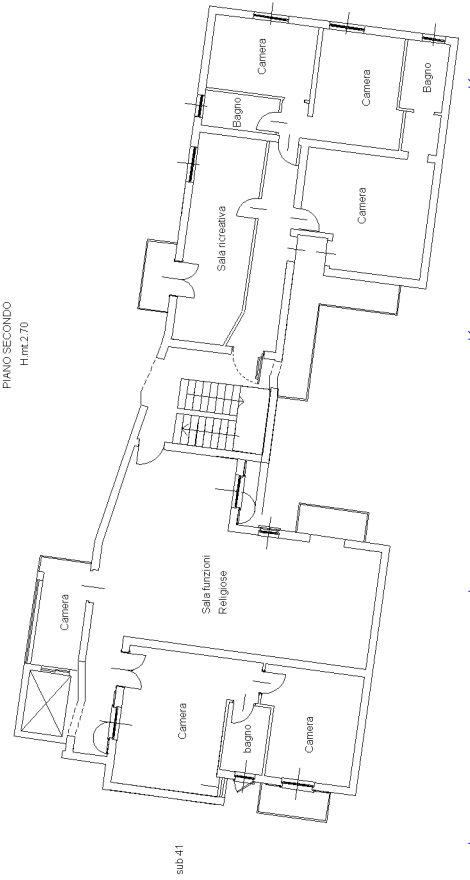 PIANO SECONDO
H.mt.2.70
Camera
Bagno
Camera
Bagno
Sala ricreativa
Camera
Camera
Sala funzioni
Religiose
Camera
bagno
Camera
sub 41